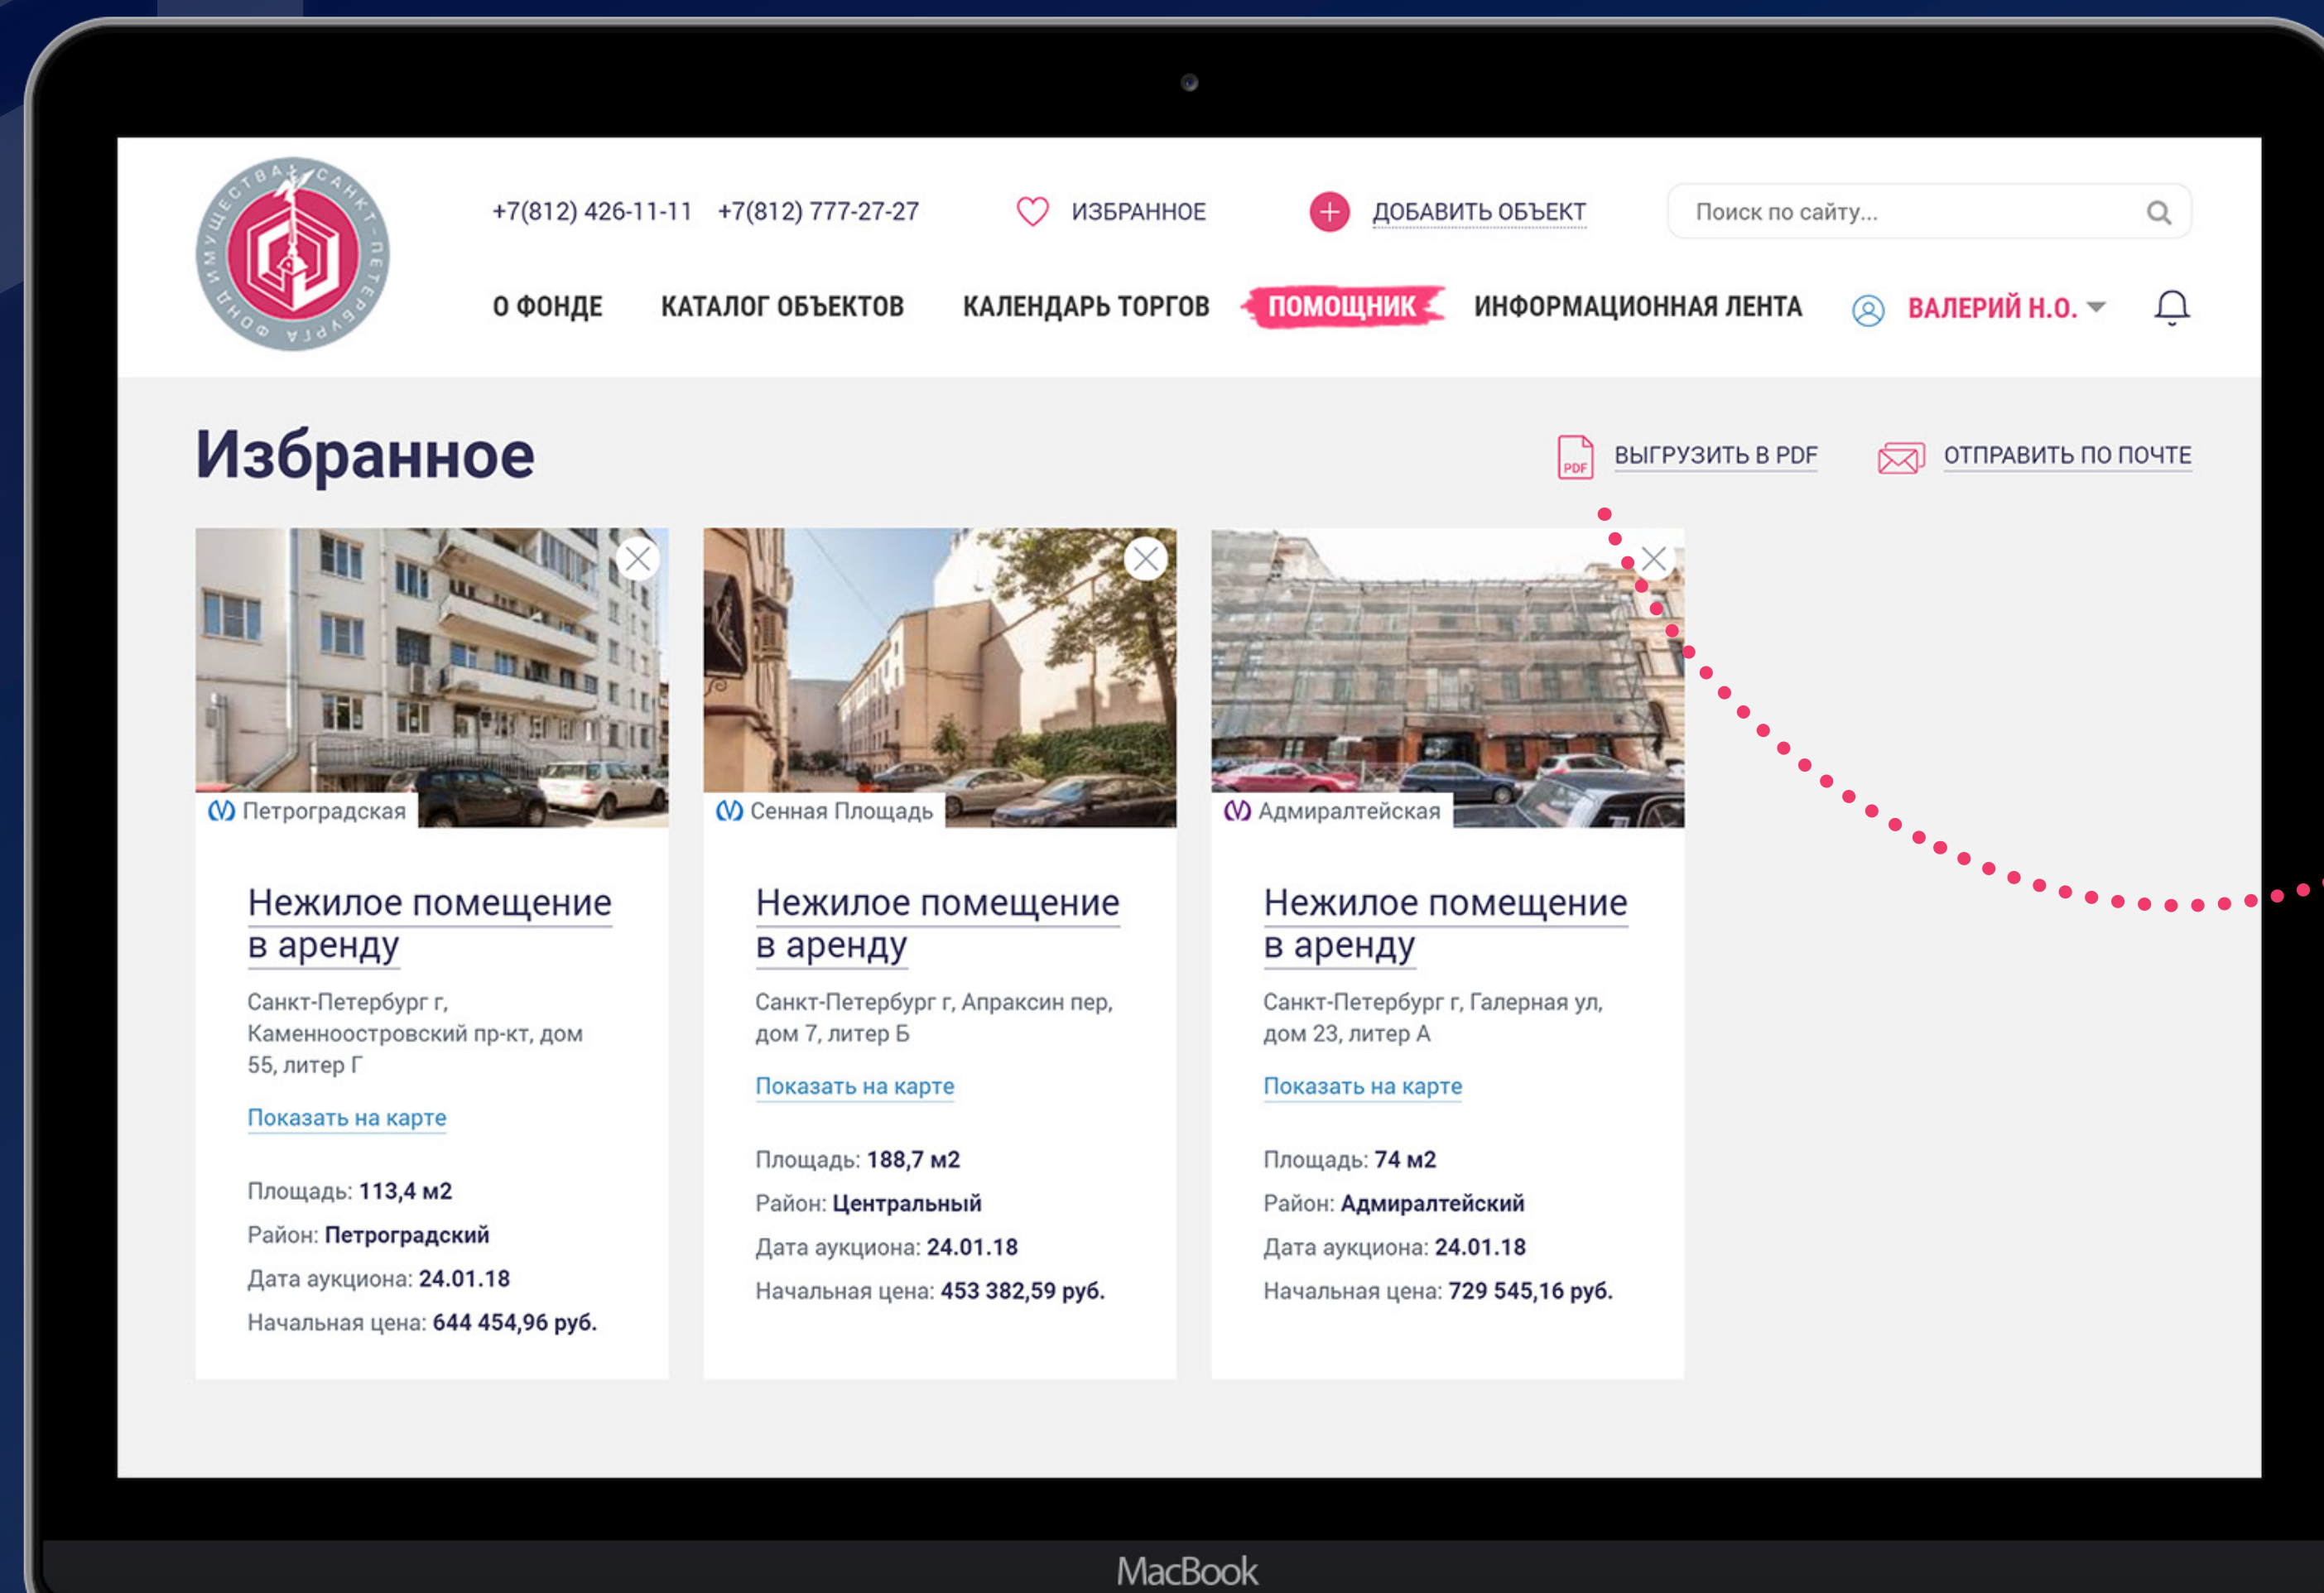 ФОНД ИМУЩЕСТВА САНКТ-ПЕТЕРБУРГА
+7(812) 426-11-11 +7(812) 777-27-27 ИЗБРАННОЕ ДОБАВИТЬ ОБЪЕКТ Поиск по сайту...
О ФОНДЕ КАТАЛОГ ОБЪЕКТОВ КАЛЕНДАРЬ ТОРГОВ ПОМОЩНИК ИНФОРМАЦИОННАЯ ЛЕНТА ВАЛЕРИЙ Н.О.
Избранное
PDF ВЫГРУЗИТЬ В PDF ОТПРАВИТЬ ПО ПОЧТЕ
Петроградская
Нежилое помещение
в аренду
Санкт-Петербург г,
Каменноостровский пр-кт, дом
55, литер Г
Показать на карте
Площадь: 113,4 м2
Район: Петроградский
Дата аукциона: 24.01.18
Начальная цена: 644 454,96 руб.
Сенная Площадь
Нежилое помещение
в аренду
Санкт-Петербург г, Апраксин пер,
дом 7, литер Б
Показать на карте
Площадь: 188,7 м2
Район: Центральный
Дата аукциона: 24.01.18
Начальная цена: 453 382,59 руб.
Адмиралтейская
Нежилое помещение
в аренду
Санкт-Петербург г, Галерная ул,
дом 23, литер А
Показать на карте
Площадь: 74 м2
Район: Адмиралтейский
Дата аукциона: 24.01.18
Начальная цена: 729 545,16 руб.
MacBook